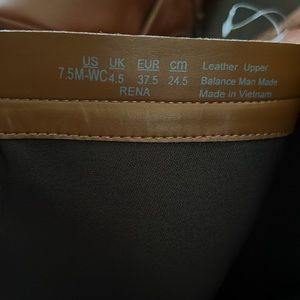 US UK EUR cm Leather Upper
7.5M-WC 4.5 37.5 24.5 Balance Man Made
RENA Made in Vietnam